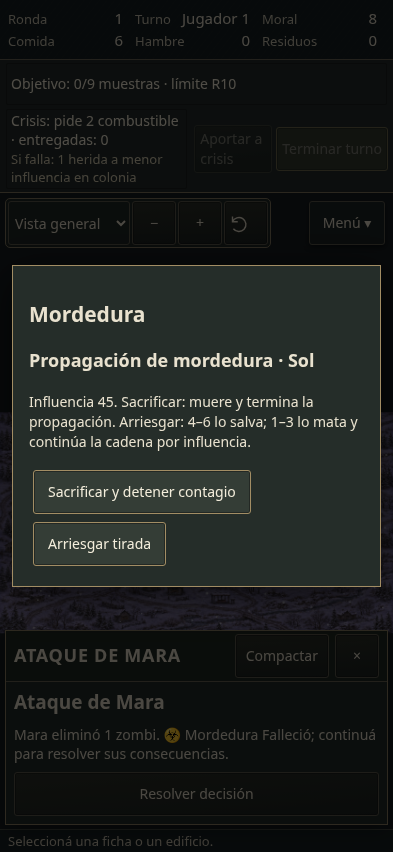 Ronda 1 Turno Jugador 1 Moral 8
Comida 6 Hambre 0 Residuos 0
Objetivo: 0/9 muestras · límite R10
Crisis: pide 2 combustible
· entregadas: 0
Si falla: 1 herida a menor
influencia en colonia
Aportar a
crisis
Terminar turno
Vista general − + Menú ▾
Mordedura
Propagación de mordedura · Sol
Influencia 45. Sacrificar: muere y termina la
propagación. Arriesgar: 4–6 lo salva; 1–3 lo mata y
continúa la cadena por influencia.
Sacrificar y detener contagio
Arriesgar tirada
ATAQUE DE MARA Compactar ×
Ataque de Mara
Mara eliminó 1 zombi. ☣ Mordedura Falleció; continuá
para resolver sus consecuencias.
Resolver decisión
Seleccioná una ficha o un edificio.